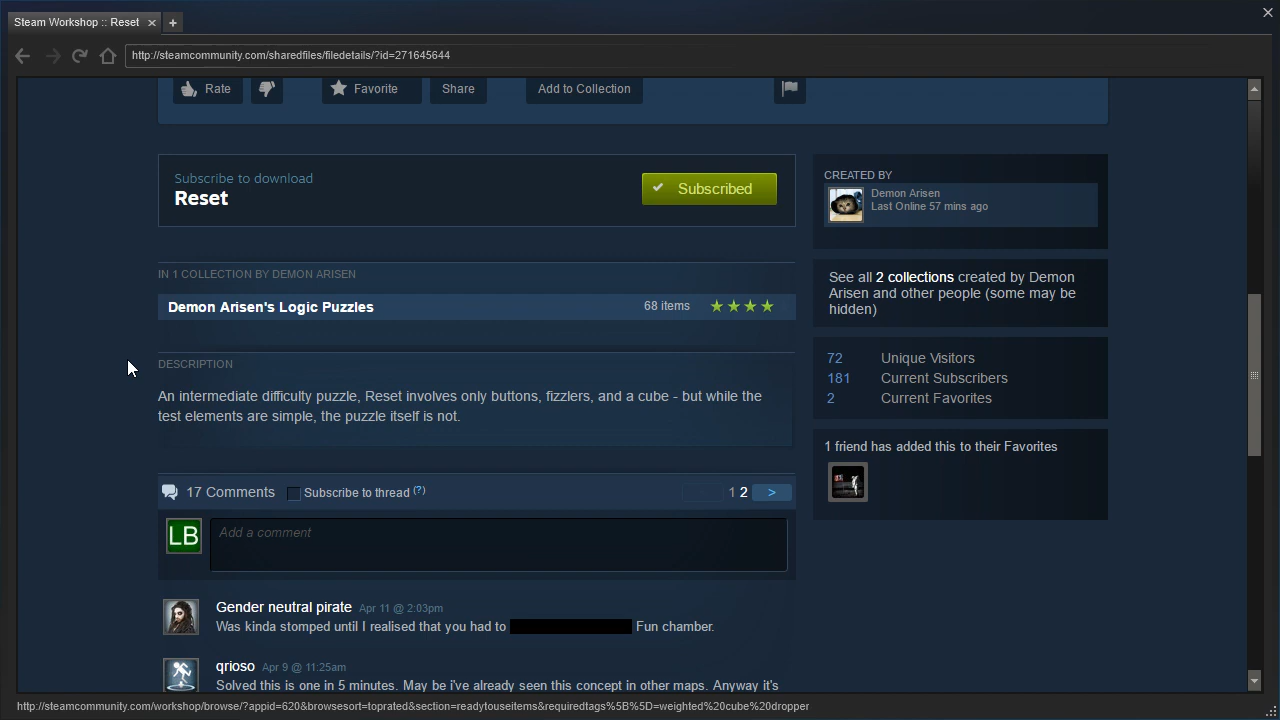 Steam Workshop :: Reset
http://steamcommunity.com/sharedfiles/filedetails/?id=271645644
Rate
Favorite
Share
Add to Collection
Subscribe to download
Reset
Subscribed
IN 1 COLLECTION BY DEMON ARISEN
Demon Arisen's Logic Puzzles
68 items
DESCRIPTION
An intermediate difficulty puzzle, Reset involves only buttons, fizzlers, and a cube - but while the
test elements are simple, the puzzle itself is not.
17 Comments
Subscribe to thread (?)
1 2 >
LB
Add a comment
Gender neutral pirate Apr 11 @ 2:03pm
Was kinda stomped until I realised that you had to Fun chamber.
qrioso Apr 9 @ 11:25am
Solved this is one in 5 minutes. May be i've already seen this concept in other maps. Anyway it's
CREATED BY
Demon Arisen
Last Online 57 mins ago
See all 2 collections created by Demon
Arisen and other people (some may be
hidden)
72 Unique Visitors
181 Current Subscribers
2 Current Favorites
1 friend has added this to their Favorites
http://steamcommunity.com/workshop/browse/?appid=620&browsesort=toprated&section=readytouseitems&requiredtags%5B%5D=weighted%20cube%20dropper